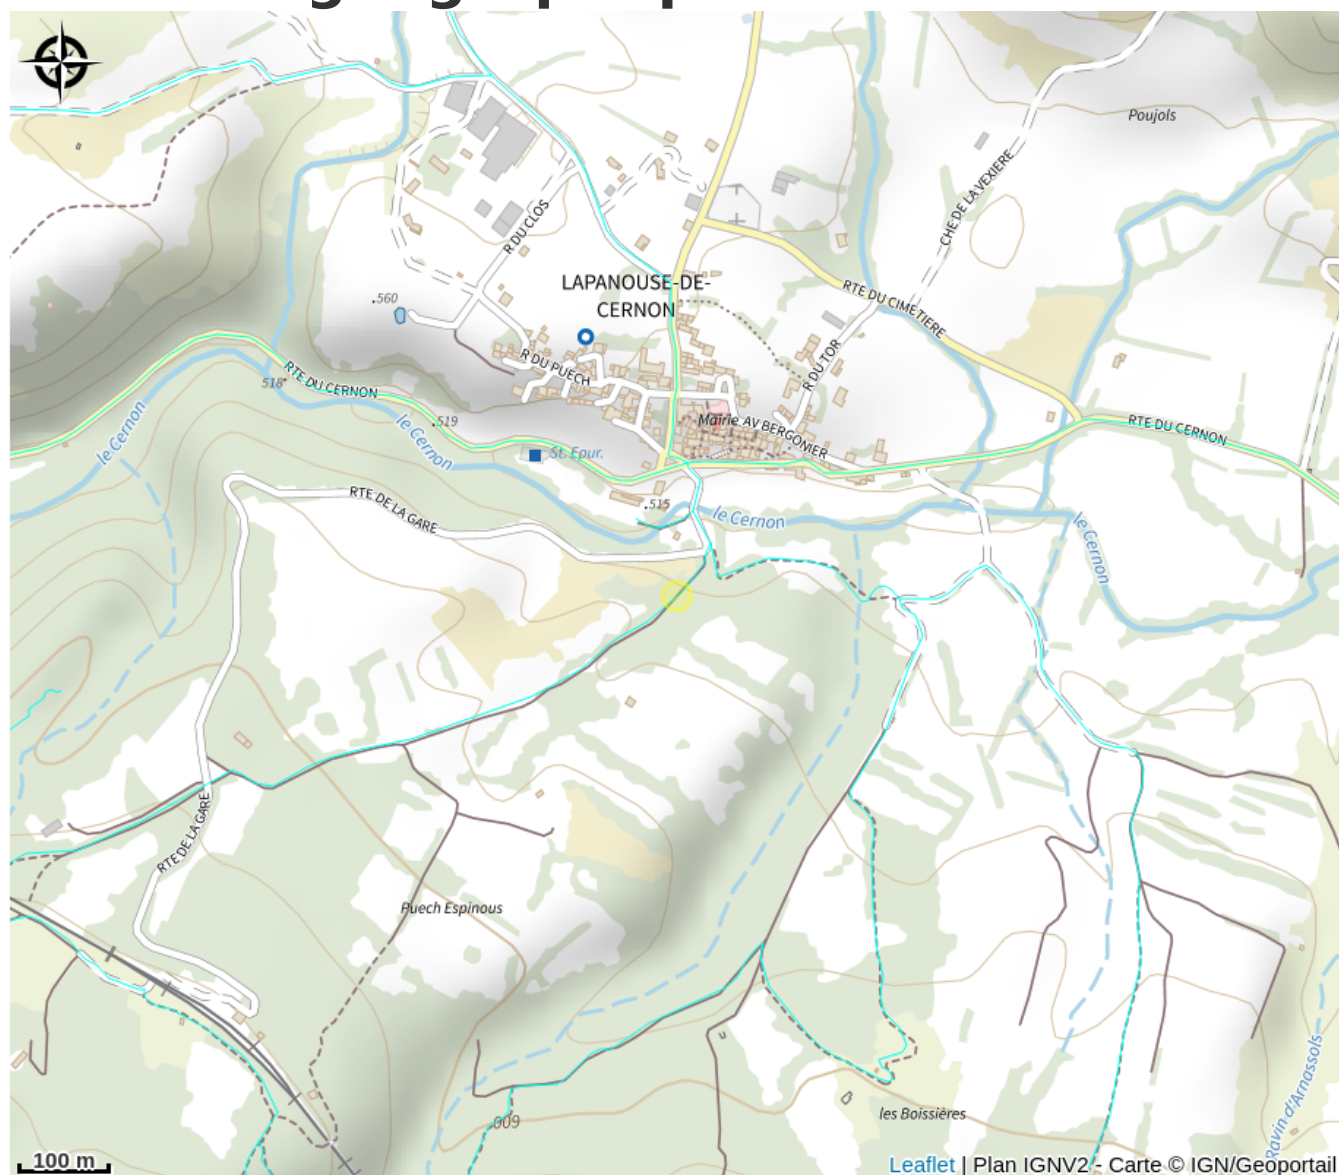 Poujols
CHE DE LA VEXIERE
R DU CLOS
LAPANOUSE-DE-
CERNON
.560
RTE DU CIMETIERE
R DU PUECH
R DU TOR
518
RTE DU CERNON
le Cernon
le Cernon
.519
Mairie
AV BERGONIER
RTE DU CERNON
St. Epur.
RTE DE LA GARE
.515
le Cernon
le Cernon
RTE DE LA GARE
Puech Espinous
les Boissières
600
Ravin d'Arnassols
100 m
Leaflet | Plan IGNV2 - Carte © IGN/Geoportail